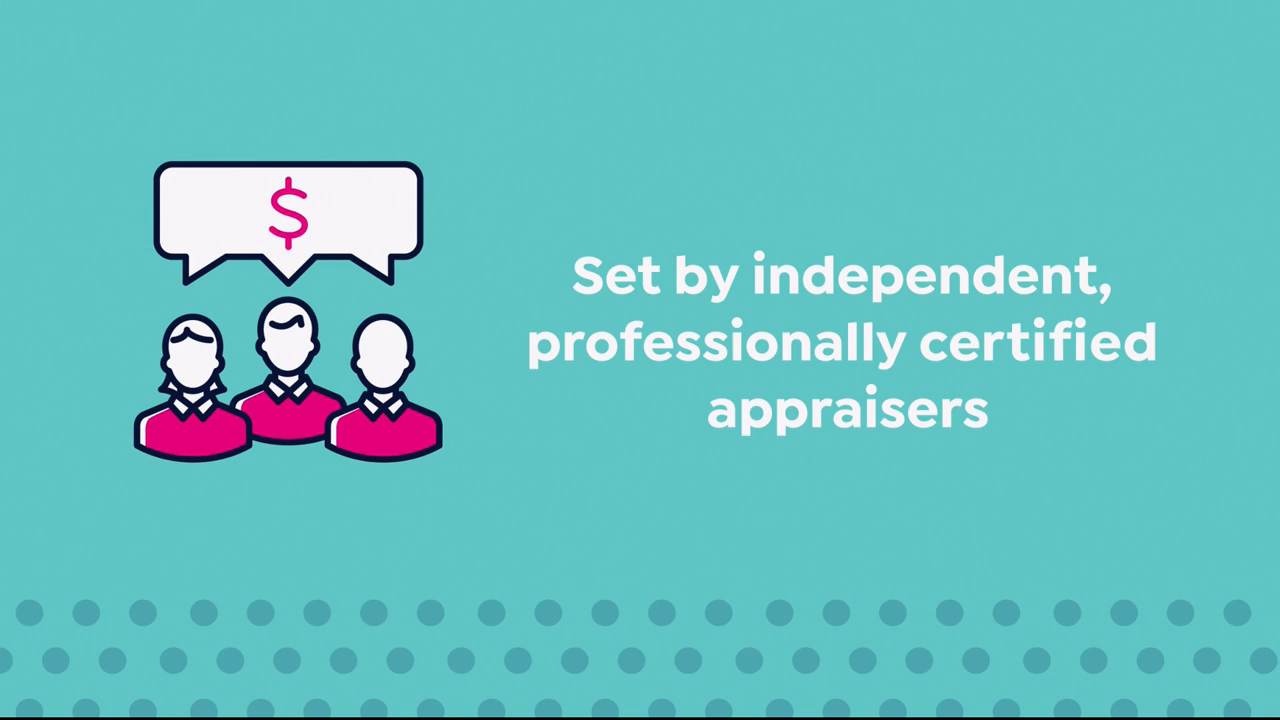 $
Set by independent,
professionally certified
appraisers